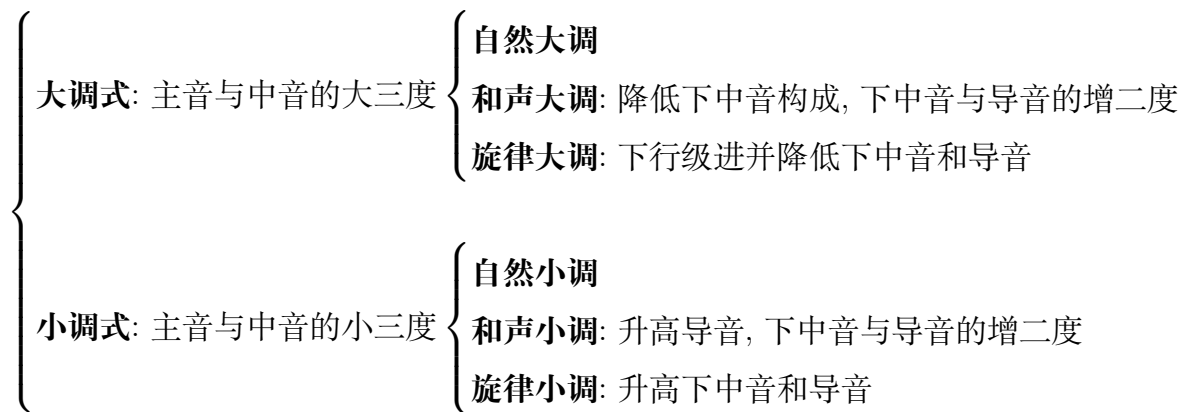 大调式: 主音与中音的大三度
自然大调
和声大调: 降低下中音构成, 下中音与导音的增二度
旋律大调: 下行级进并降低下中音和导音
小调式: 主音与中音的小三度
自然小调
和声小调: 升高导音, 下中音与导音的增二度
旋律小调: 升高下中音和导音